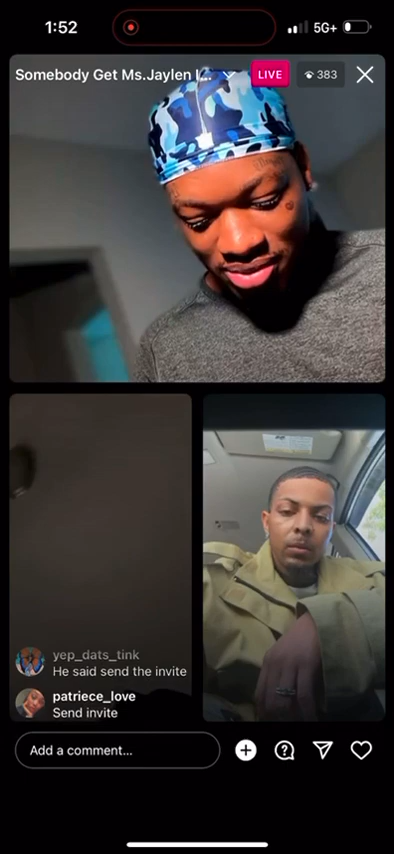 1:52
5G+
Somebody Get Ms.Jaylen I...
LIVE
383
yep_dats_tink
He said send the invite
patriece_love
Send invite
Add a comment...